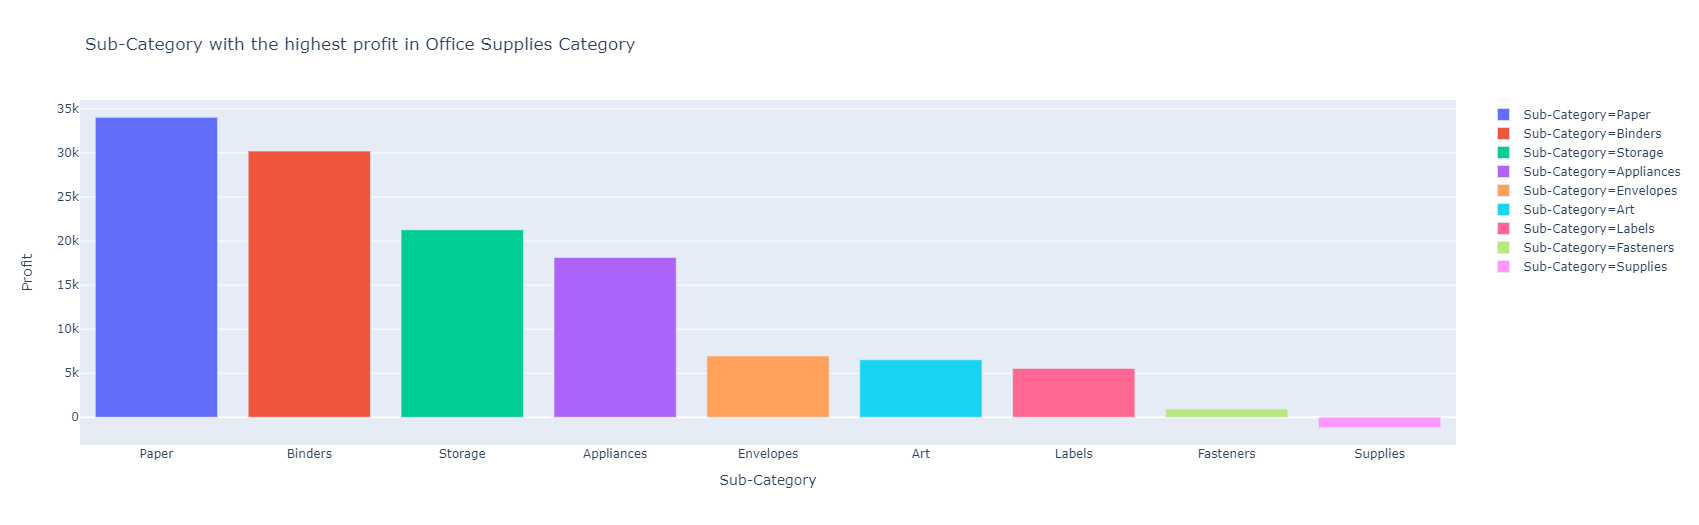 Sub-Category with the highest profit in Office Supplies Category
Profit
35k
30k
25k
20k
15k
10k
5k
0
Paper Binders Storage Appliances Envelopes Art Labels Fasteners Supplies
Sub-Category
Sub-Category=Paper
Sub-Category=Binders
Sub-Category=Storage
Sub-Category=Appliances
Sub-Category=Envelopes
Sub-Category=Art
Sub-Category=Labels
Sub-Category=Fasteners
Sub-Category=Supplies